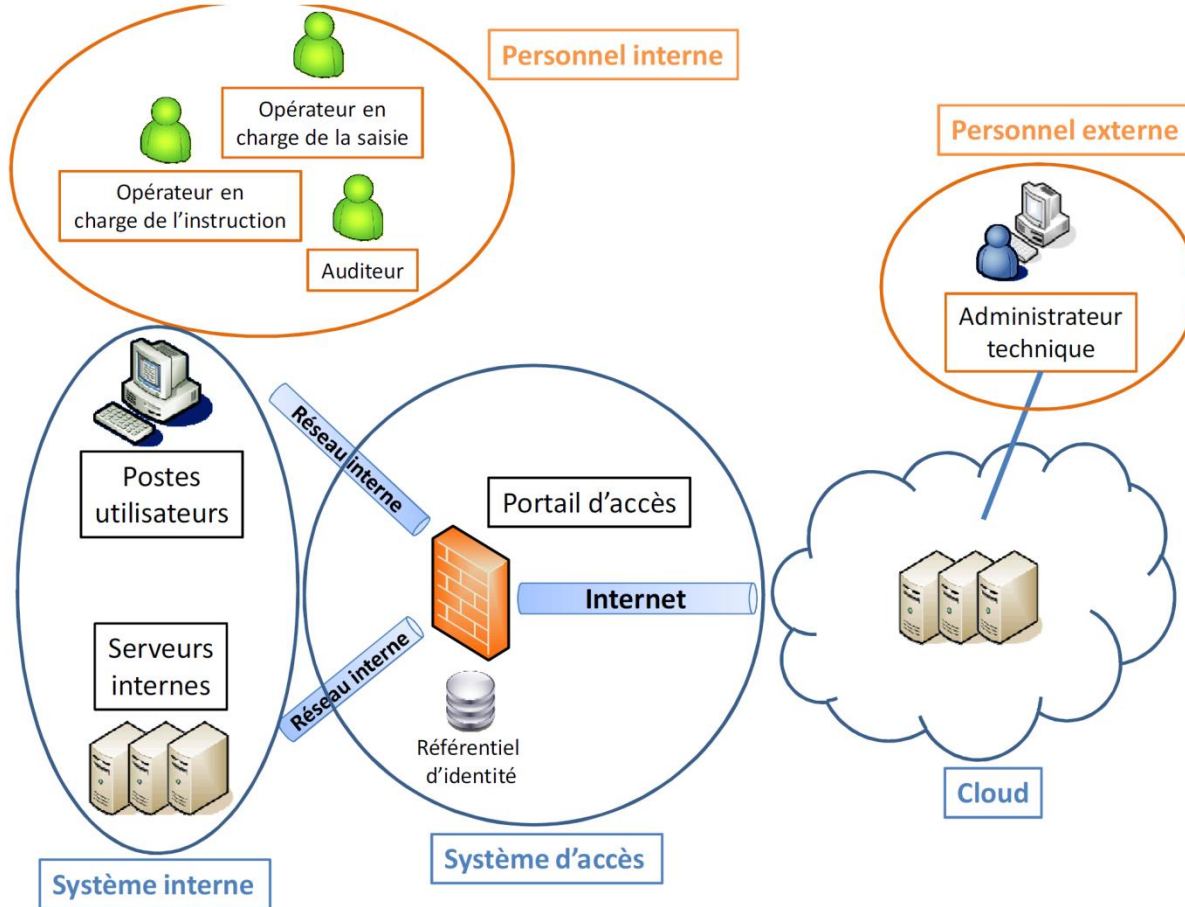 Personnel interne
Opérateur en
charge de la saisie
Opérateur en
charge de l’instruction
Auditeur
Personnel externe
Administrateur
technique
Postes
utilisateurs
Réseau interne
Portail d’accès
Internet
Serveurs
internes
Réseau interne
Référentiel
d’identité
Cloud
Système d’accès
Système interne